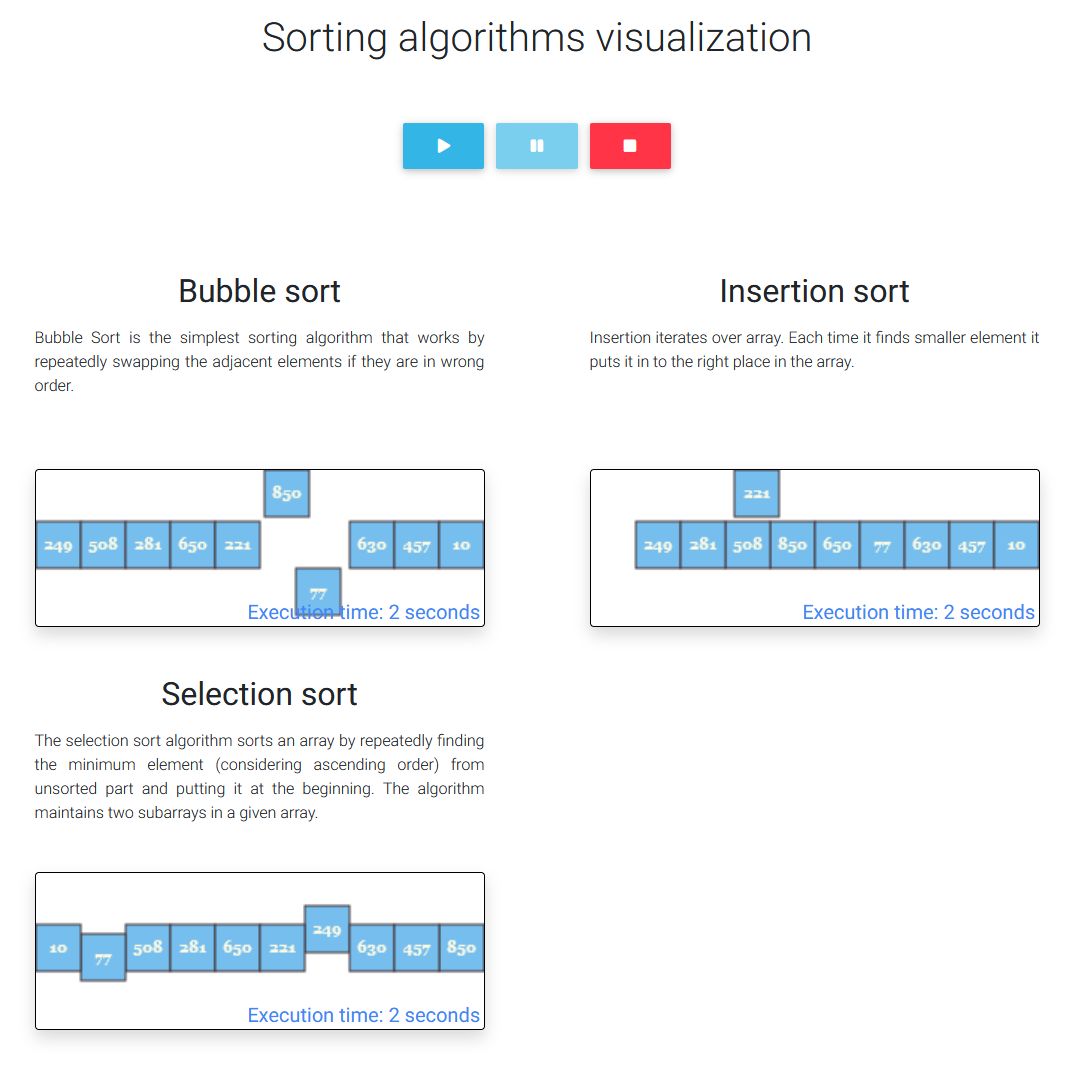 Sorting algorithms visualization
Bubble sort
Bubble Sort is the simplest sorting algorithm that works by
repeatedly swapping the adjacent elements if they are in wrong
order.
850
249 508 281 650 221 630 457 10
77
Execution time: 2 seconds
Insertion sort
Insertion iterates over array. Each time it finds smaller element it
puts it in to the right place in the array.
221
249 281 508 850 650 77 630 457 10
Execution time: 2 seconds
Selection sort
The selection sort algorithm sorts an array by repeatedly finding
the minimum element (considering ascending order) from
unsorted part and putting it at the beginning. The algorithm
maintains two subarrays in a given array.
10 77 508 281 650 221 249 630 457 850
Execution time: 2 seconds